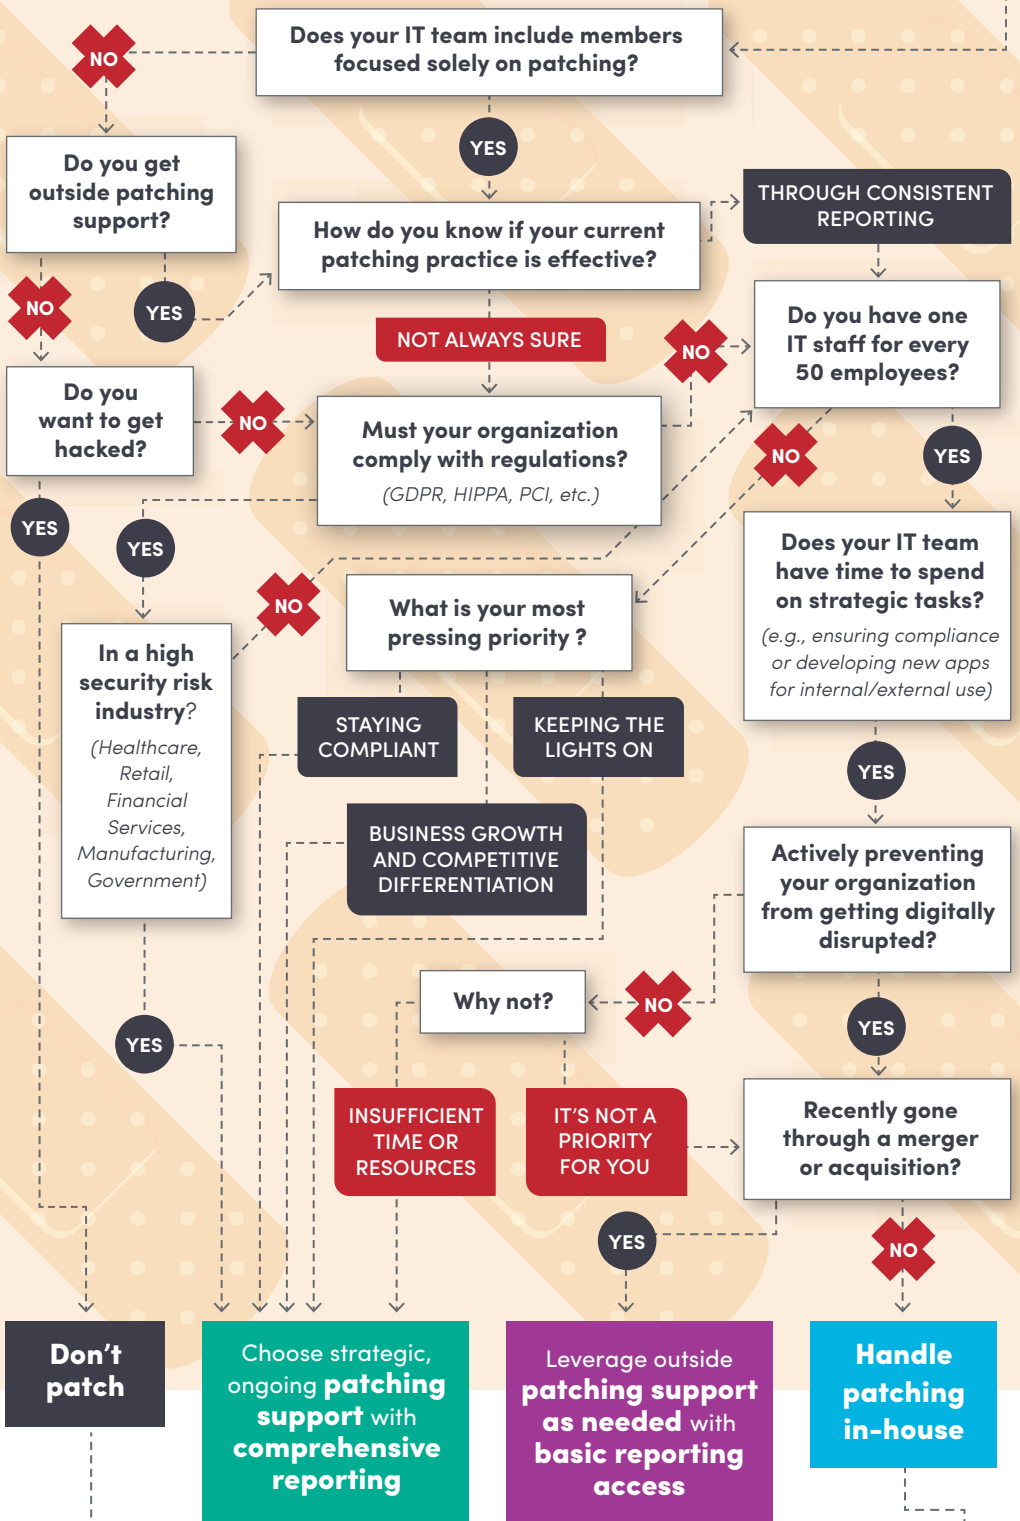 Does your IT team include members
focused solely on patching?
NO
YES
Do you get
outside patching
support?
THROUGH CONSISTENT
REPORTING
How do you know if your current
patching practice is effective?
NO
YES
NOT ALWAYS SURE
NO
Do you have one
IT staff for every
50 employees?
Do you
want to get
hacked?
NO
Must your organization
comply with regulations?
(GDPR, HIPPA, PCI, etc.)
NO
YES
YES
YES
Does your IT team
have time to spend
on strategic tasks?
(e.g., ensuring compliance
or developing new apps
for internal/external use)
NO
What is your most
pressing priority ?
In a high
security risk
industry?
(Healthcare,
Retail,
Financial
Services,
Manufacturing,
Government)
STAYING
COMPLIANT
KEEPING THE
LIGHTS ON
YES
BUSINESS GROWTH
AND COMPETITIVE
DIFFERENTIATION
Actively preventing
your organization
from getting digitally
disrupted?
Why not?
NO
YES
YES
INSUFFICIENT
TIME OR
RESOURCES
IT'S NOT A
PRIORITY
FOR YOU
Recently gone
through a merger
or acquisition?
YES
NO
Don't
patch
Choose strategic,
ongoing patching
support with
comprehensive
reporting
Leverage outside
patching support
as needed with
basic reporting
access
Handle
patching
in-house